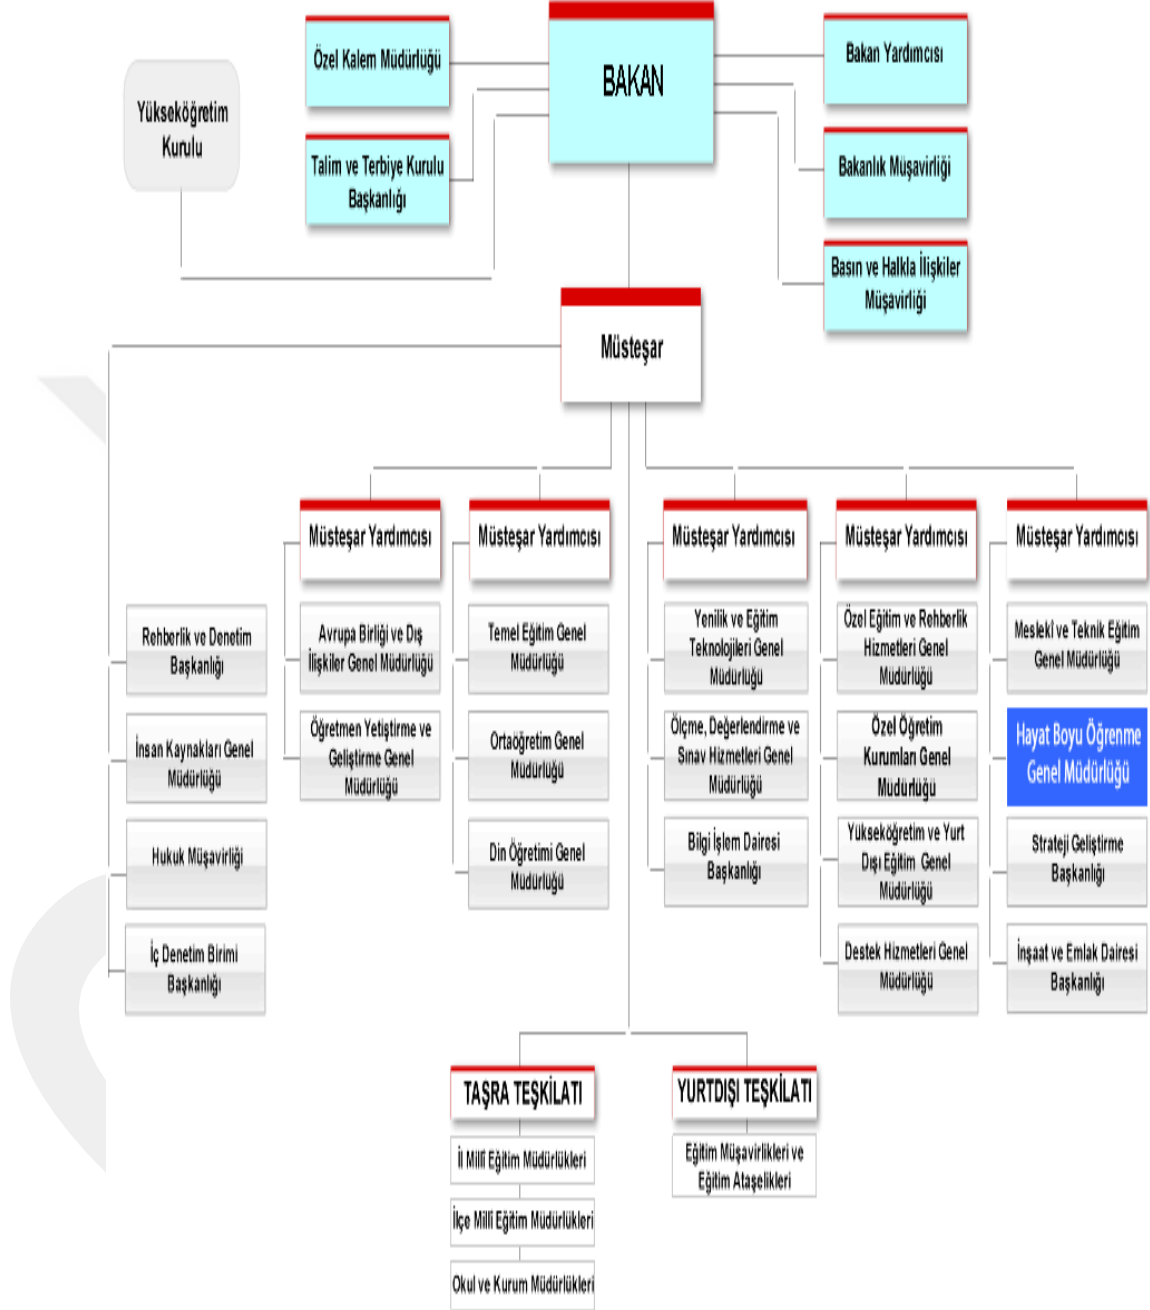 BAKAN
Özel Kalem Müdürlüğü
Bakan Yardımcısı
Yükseköğretim
Kurulu
Talim ve Terbiye Kurulu
Başkanlığı
Bakanlık Müşavirliği
Basın ve Halkla İlişkiler
Müşavirliği
Müsteşar
Müsteşar Yardımcısı
Müsteşar Yardımcısı
Müsteşar Yardımcısı
Müsteşar Yardımcısı
Müsteşar Yardımcısı
Rehberlik ve Denetim
Başkanlığı
İnsan Kaynakları Genel
Müdürlüğü
Hukuk Müşavirliği
İç Denetim Birimi
Başkanlığı
Avrupa Birliği ve Dış
İlişkiler Genel Müdürlüğü
Öğretmen Yetiştirme ve
Geliştirme Genel
Müdürlüğü
Temel Eğitim Genel
Müdürlüğü
Ortaöğretim Genel
Müdürlüğü
Din Öğretimi Genel
Müdürlüğü
Yenilik ve Eğitim
Teknolojileri Genel
Müdürlüğü
Ölçme, Değerlendirme ve
Sınav Hizmetleri Genel
Müdürlüğü
Bilgi İşlem Dairesi
Başkanlığı
Özel Eğitim ve Rehberlik
Hizmetleri Genel
Müdürlüğü
Özel Öğretim
Kurumları Genel
Müdürlüğü
Yükseköğretim ve Yurt
Dışı Eğitim Genel
Müdürlüğü
Destek Hizmetleri Genel
Müdürlüğü
Meslekî ve Teknik Eğitim
Genel Müdürlüğü
Hayat Boyu Öğrenme
Genel Müdürlüğü
Strateji Geliştirme
Başkanlığı
İnşaat ve Emlak Dairesi
Başkanlığı
TAŞRA TEŞKİLATI
İl Millî Eğitim Müdürlükleri
İlçe Millî Eğitim Müdürlükleri
Okul ve Kurum Müdürlükleri
YURTDIŞI TEŞKİLATI
Eğitim Müşavirlikleri ve
Eğitim Ataşelikleri